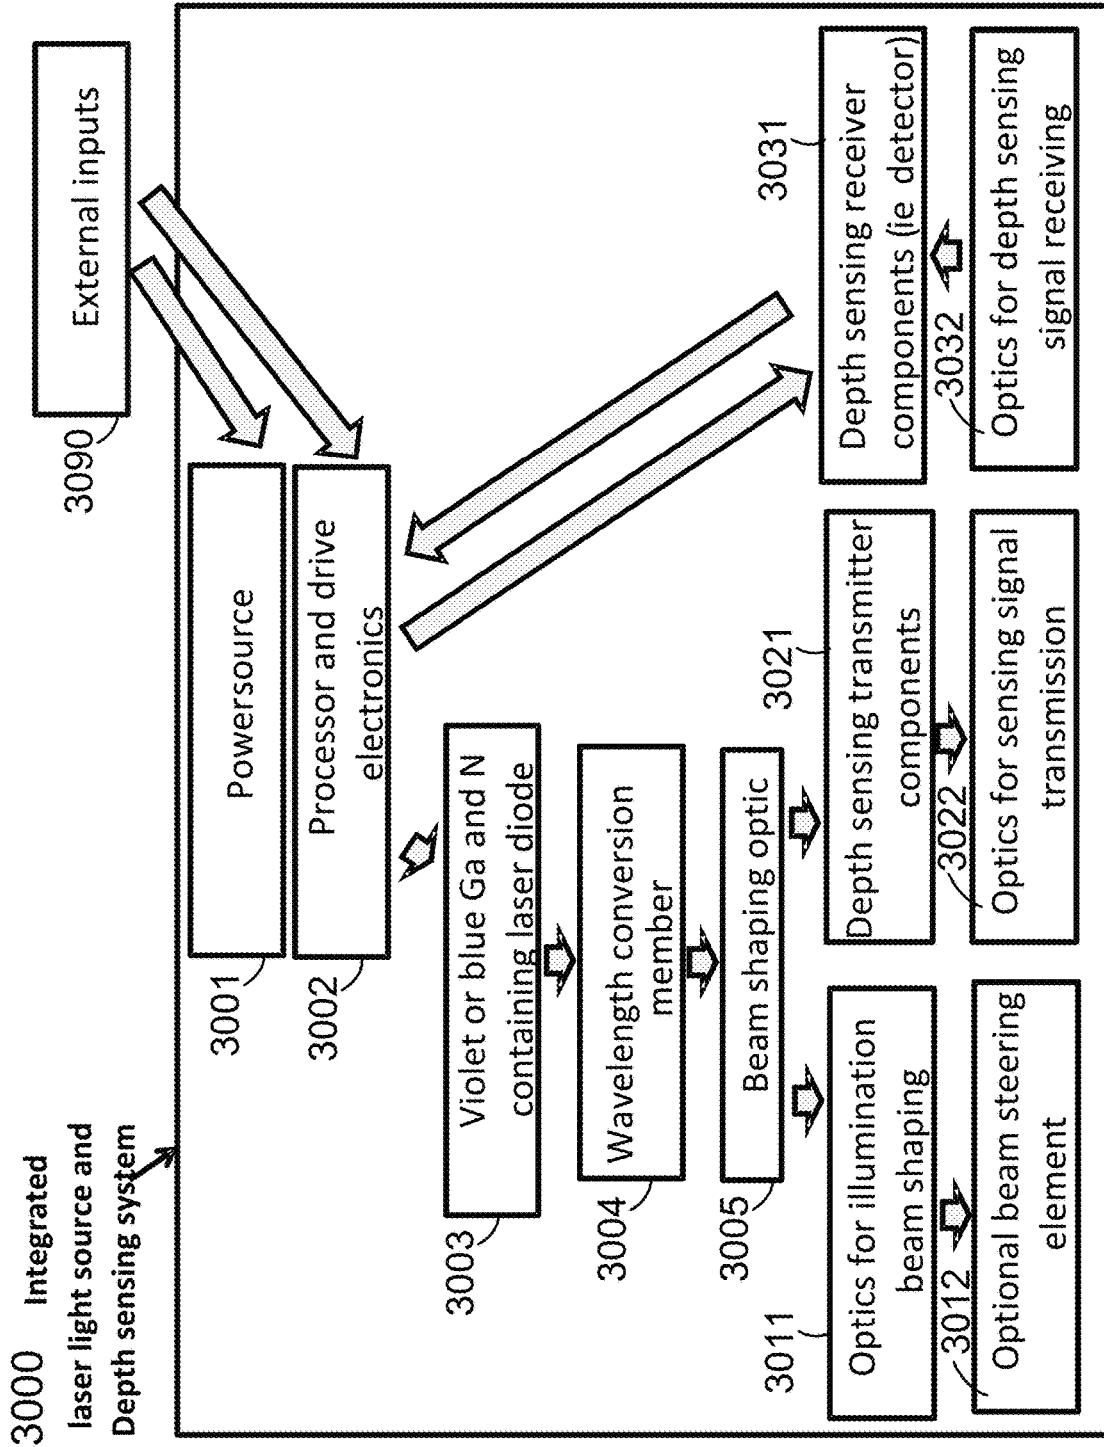 3000 Integrated
laser light source and
Depth sensing system
3090
External inputs
3001
Powersource
3002
Processor and drive
electronics
3003
Violet or blue Ga and N
containing laser diode
3004
Wavelength conversion
member
3005
Beam shaping optic
3011
Optics for illumination
beam shaping
3012
Optional beam steering
element
3021
Depth sensing transmitter
components
3022
Optics for sensing signal
transmission
3031
Depth sensing receiver
components (ie detector)
3032
Optics for depth sensing
signal receiving